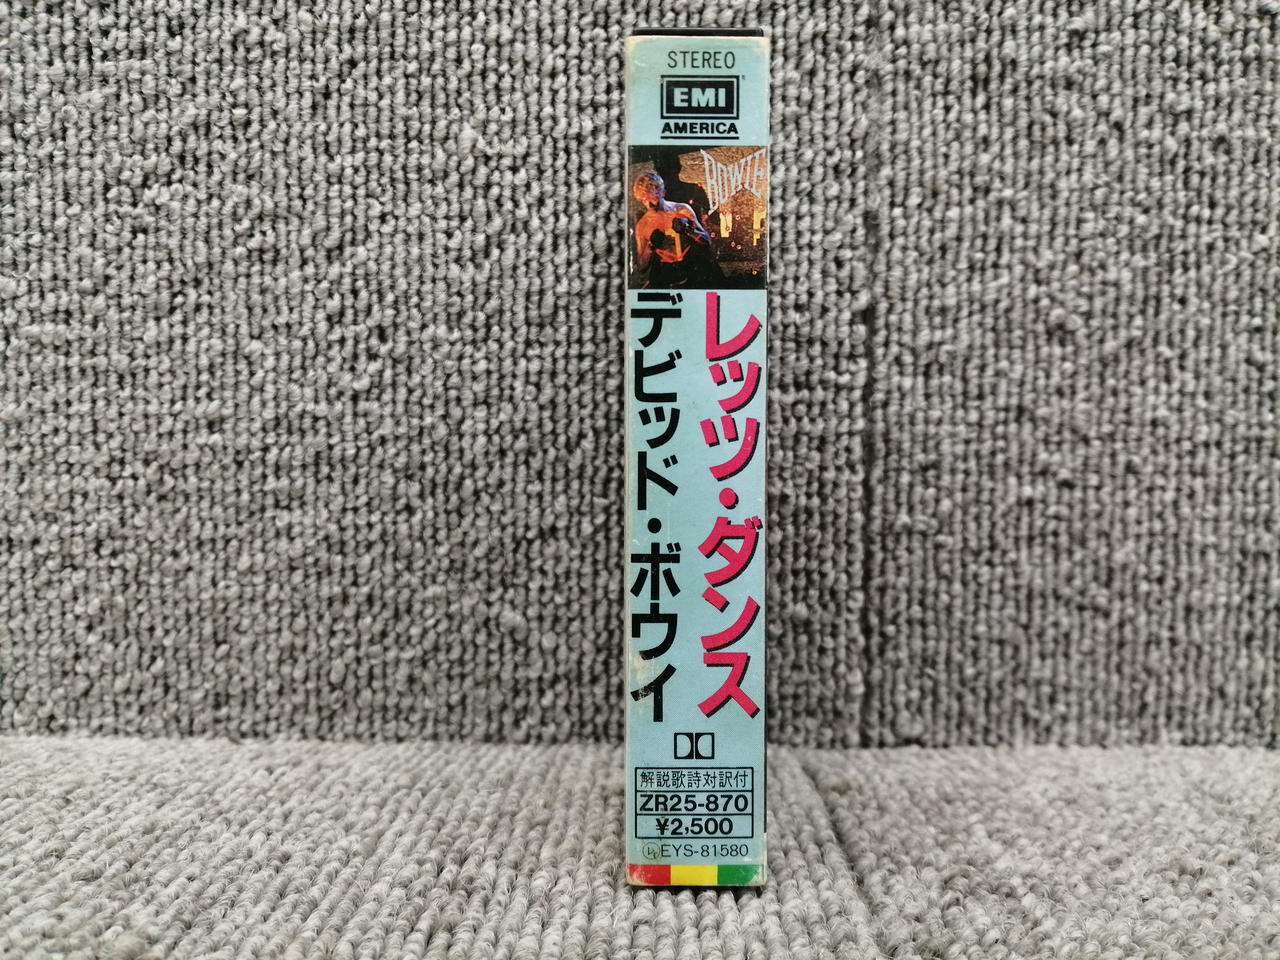 STEREO
EMI
AMERICA
BOWIE
レッツ・ダンス
デビッド・ボウイ
解説歌詩対訳付
ZR25-870
¥2,500
EYS-81580